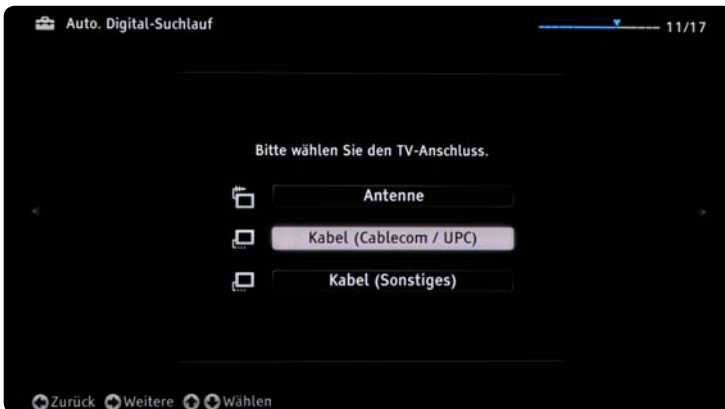 Auto. Digital-Suchlauf
11/17
Bitte wählen Sie den TV-Anschluss.
Antenne
Kabel (Cablecom / UPC)
Kabel (Sonstiges)
Zurück Weitere Wählen